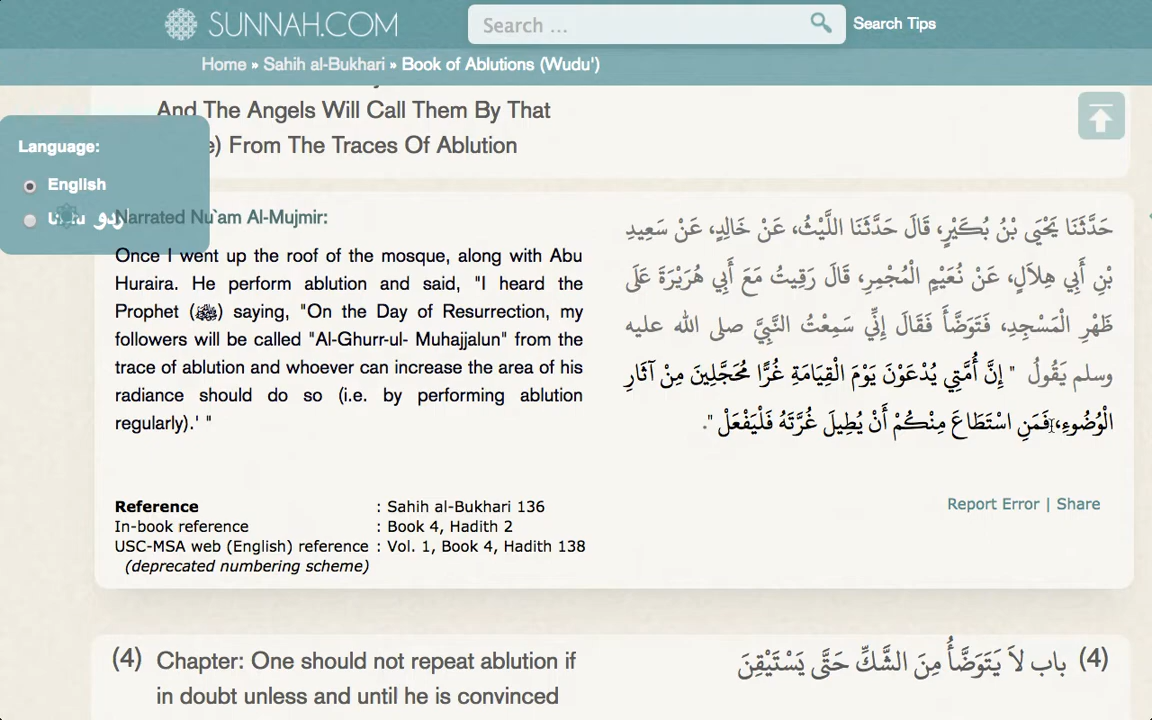 SUNNAH.COM
Search ...
Search Tips
Home » Sahih al-Bukhari » Book of Ablutions (Wudu')
And The Angels Will Call Them By That
From The Traces Of Ablution
Language:
English
اردو
Narrated Nu`am Al-Mujmir:
Once I went up the roof of the mosque, along with Abu
Huraira. He perform ablution and said, "I heard the
Prophet (ﷺ) saying, "On the Day of Resurrection, my
followers will be called "Al-Ghurr-ul- Muhajjalun" from the
trace of ablution and whoever can increase the area of his
radiance should do so (i.e. by performing ablution
regularly).' "
حَدَّثَنَا يَحْيَى بْنُ بُكَيْرٍ، قَالَ حَدَّثَنَا اللَّيْثُ، عَنْ خَالِدٍ، عَنْ سَعِيدِ
بْنِ أَبِي هِلاَلٍ، عَنْ نُعَيْمٍ الْمُجْمِرِ، قَالَ رَقِيتُ مَعَ أَبِي هُرَيْرَةَ عَلَى
ظَهْرِ الْمَسْجِدِ، فَتَوَضَّأَ فَقَالَ إِنِّي سَمِعْتُ النَّبِيَّ صلى الله عليه
وسلم يَقُولُ " إِنَّ أُمَّتِي يُدْعَوْنَ يَوْمَ الْقِيَامَةِ غُرًّا مُحَجَّلِينَ مِنْ آثَارِ
الْوُضُوءِ، فَمَنِ اسْتَطَاعَ مِنْكُمْ أَنْ يُطِيلَ غُرَّتَهُ فَلْيَفْعَلْ ".
Reference : Sahih al-Bukhari 136
In-book reference : Book 4, Hadith 2
USC-MSA web (English) reference : Vol. 1, Book 4, Hadith 138
(deprecated numbering scheme)
Report Error | Share
(4) Chapter: One should not repeat ablution if
in doubt unless and until he is convinced
(4) باب لاَ يَتَوَضَّأُ مِنَ الشَّكِّ حَتَّى يَسْتَيْقِنَ